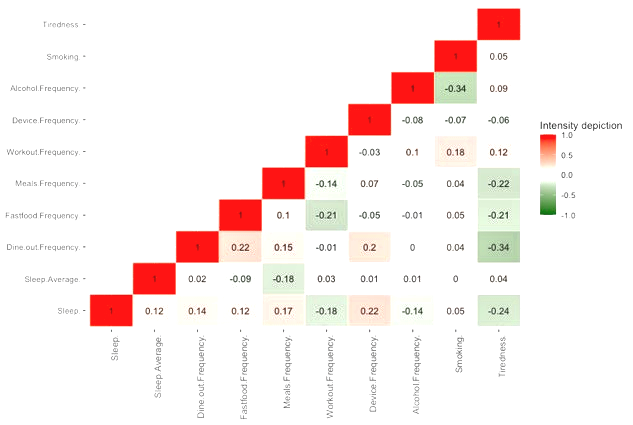 Tiredness
1
Smoking.
1
0.05
Alcohol.Frequency.
1
-0.34
0.09
Device.Frequency.
1
-0.08
-0.07
-0.06
Workout.Frequency.
1
-0.03
0.1
0.18
0.12
Meals.Frequency.
1
-0.14
0.07
-0.05
0.04
-0.22
Fastfood.Frequency.
1
0.1
-0.21
-0.05
-0.01
0.05
-0.21
Dine.out.Frequency.
1
0.22
0.15
-0.01
0.2
0
0.04
-0.34
Sleep.Average.
1
0.02
-0.09
-0.18
0.03
0.01
0.01
0
0.04
Sleep.
1
0.12
0.14
0.12
0.17
-0.18
0.22
-0.14
0.05
-0.24
Sleep.
Sleep.Average.
Dine.out.Frequency.
Fastfood.Frequency.
Meals.Frequency.
Workout.Frequency.
Device.Frequency.
Alcohol.Frequency.
Smoking.
Tiredness.
Intensity depiction
1.0
0.5
0.0
-0.5
-1.0